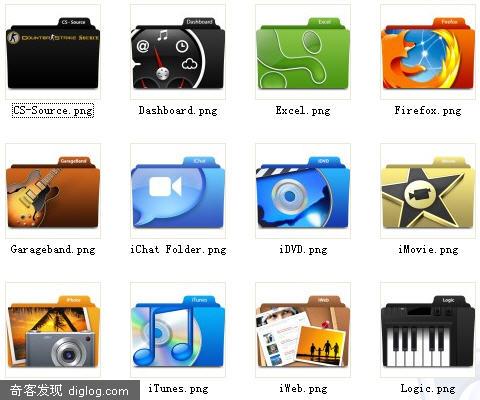 CS - Source
Dashboard
Excel
Firefox
COUNTER STRIKE SOURCE
CS-Source.png
Dashboard.png
Excel.png
Firefox.png
GarageBand
iChat
iDVD
iMovie
Garageband.png
iChat Folder.png
iDVD.png
iMovie.png
iPhoto
iTunes
iWeb
Logic
奇客发现 diglog.com
iTunes.png
iWeb.png
Logic.png